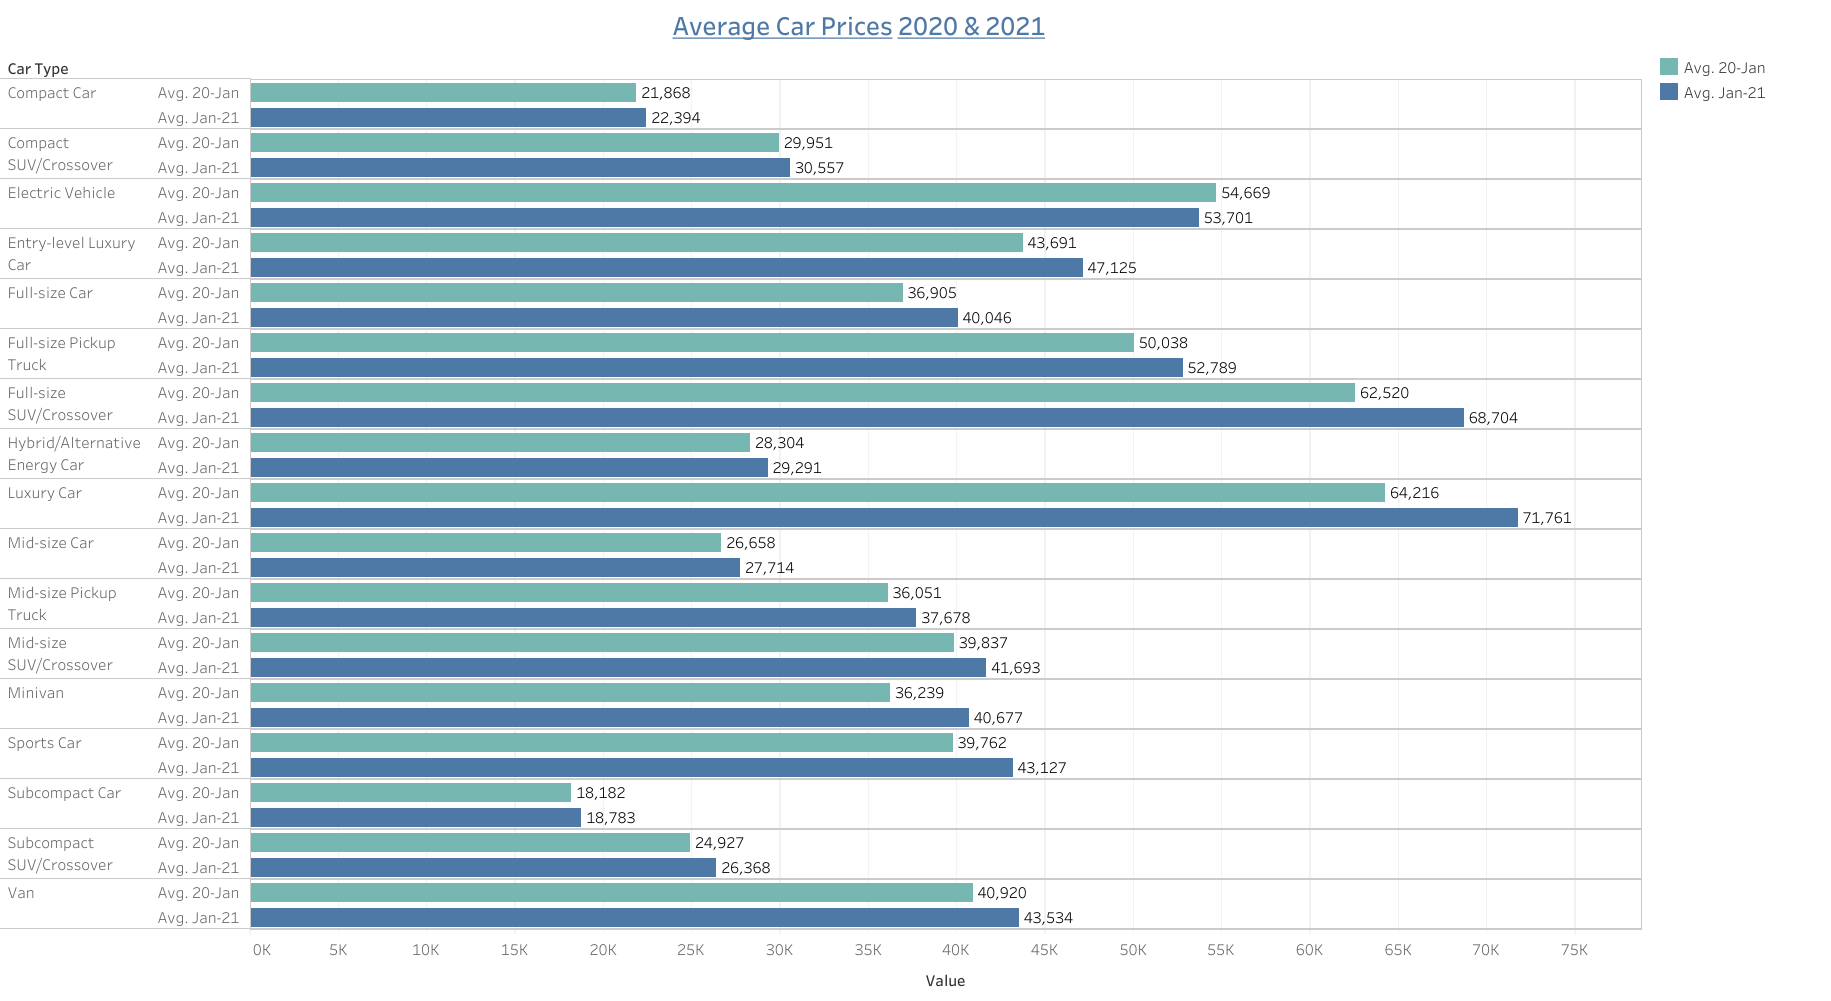 Average Car Prices 2020 & 2021
Car Type
Avg. 20-Jan
Avg. Jan-21
Compact Car Avg. 20-Jan 21,868
Avg. Jan-21 22,394
Compact Avg. 20-Jan 29,951
SUV/Crossover Avg. Jan-21 30,557
Electric Vehicle Avg. 20-Jan 54,669
Avg. Jan-21 53,701
Entry-level Luxury Avg. 20-Jan 43,691
Car Avg. Jan-21 47,125
Full-size Car Avg. 20-Jan 36,905
Avg. Jan-21 40,046
Full-size Pickup Avg. 20-Jan 50,038
Truck Avg. Jan-21 52,789
Full-size Avg. 20-Jan 62,520
SUV/Crossover Avg. Jan-21 68,704
Hybrid/Alternative Avg. 20-Jan 28,304
Energy Car Avg. Jan-21 29,291
Luxury Car Avg. 20-Jan 64,216
Avg. Jan-21 71,761
Mid-size Car Avg. 20-Jan 26,658
Avg. Jan-21 27,714
Mid-size Pickup Avg. 20-Jan 36,051
Truck Avg. Jan-21 37,678
Mid-size Avg. 20-Jan 39,837
SUV/Crossover Avg. Jan-21 41,693
Minivan Avg. 20-Jan 36,239
Avg. Jan-21 40,677
Sports Car Avg. 20-Jan 39,762
Avg. Jan-21 43,127
Subcompact Car Avg. 20-Jan 18,182
Avg. Jan-21 18,783
Subcompact Avg. 20-Jan 24,927
SUV/Crossover Avg. Jan-21 26,368
Van Avg. 20-Jan 40,920
Avg. Jan-21 43,534
0K 5K 10K 15K 20K 25K 30K 35K 40K 45K 50K 55K 60K 65K 70K 75K
Value